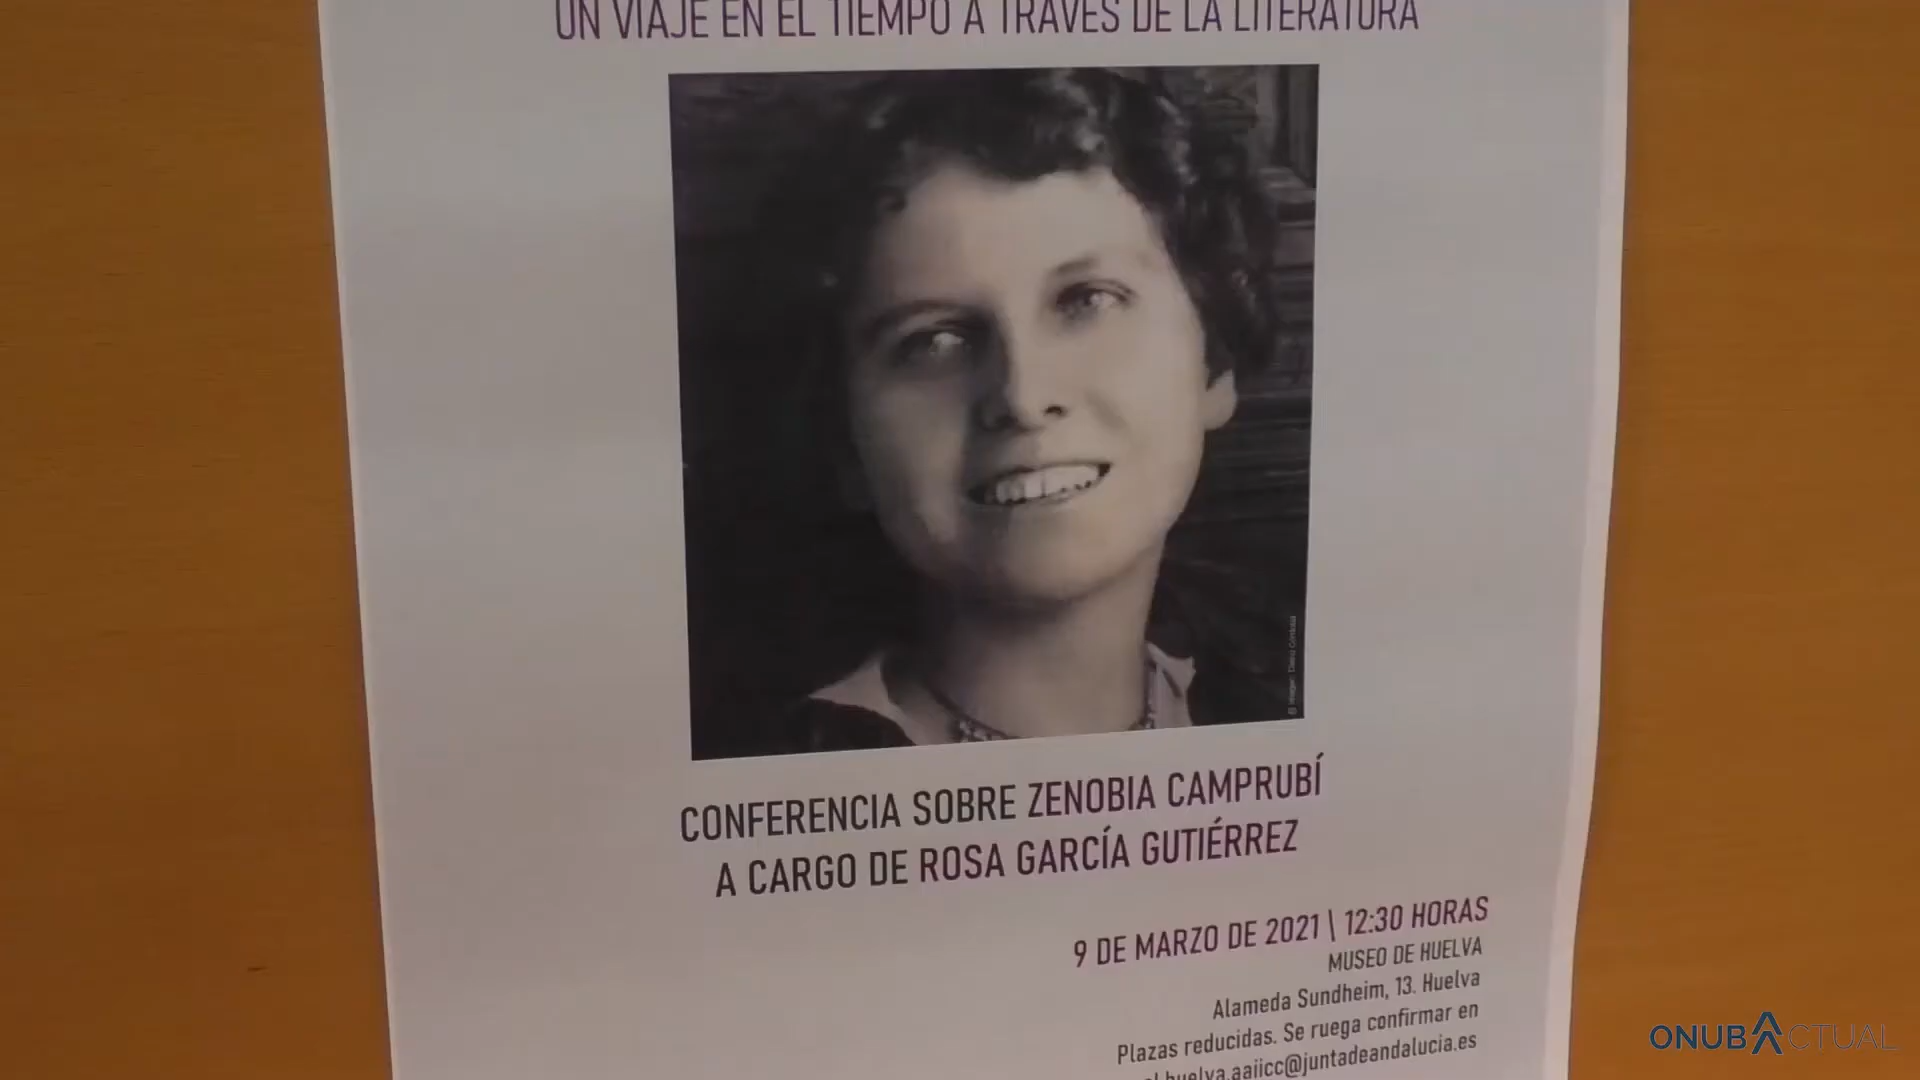 UN VIAJE EN EL TIEMPO A TRAVÉS DE LA LITERATURA
CONFERENCIA SOBRE ZENOBIA CAMPRUBÍ
A CARGO DE ROSA GARCÍA GUTIÉRREZ
9 DE MARZO DE 2021 \ 12:30 HORAS
MUSEO DE HUELVA
Alameda Sundheim, 13. Huelva
Plazas reducidas. Se ruega confirmar en
huelva.aaiicc@juntadeandalucia.es
ONUBACTUAL